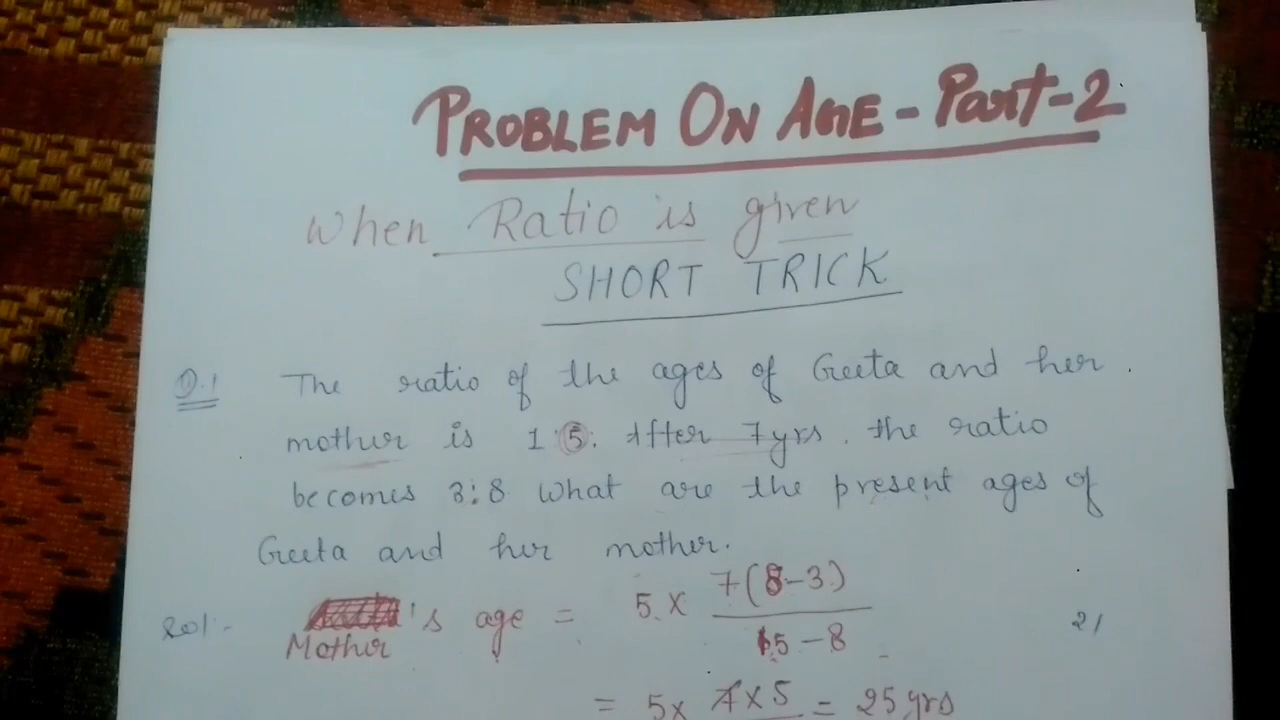 PROBLEM ON AGE - Part-2
When Ratio is given
SHORT TRICK
Q.1 The ratio of the ages of Geeta and her
mother is 1:5. After 7yrs. the ratio
becomes 3:8 what are the present ages of
Geeta and her mother.
Sol:- 's age = 5 x 7(8-3)
Mother 15-8
21
= 5x 7x5 = 25 yrs